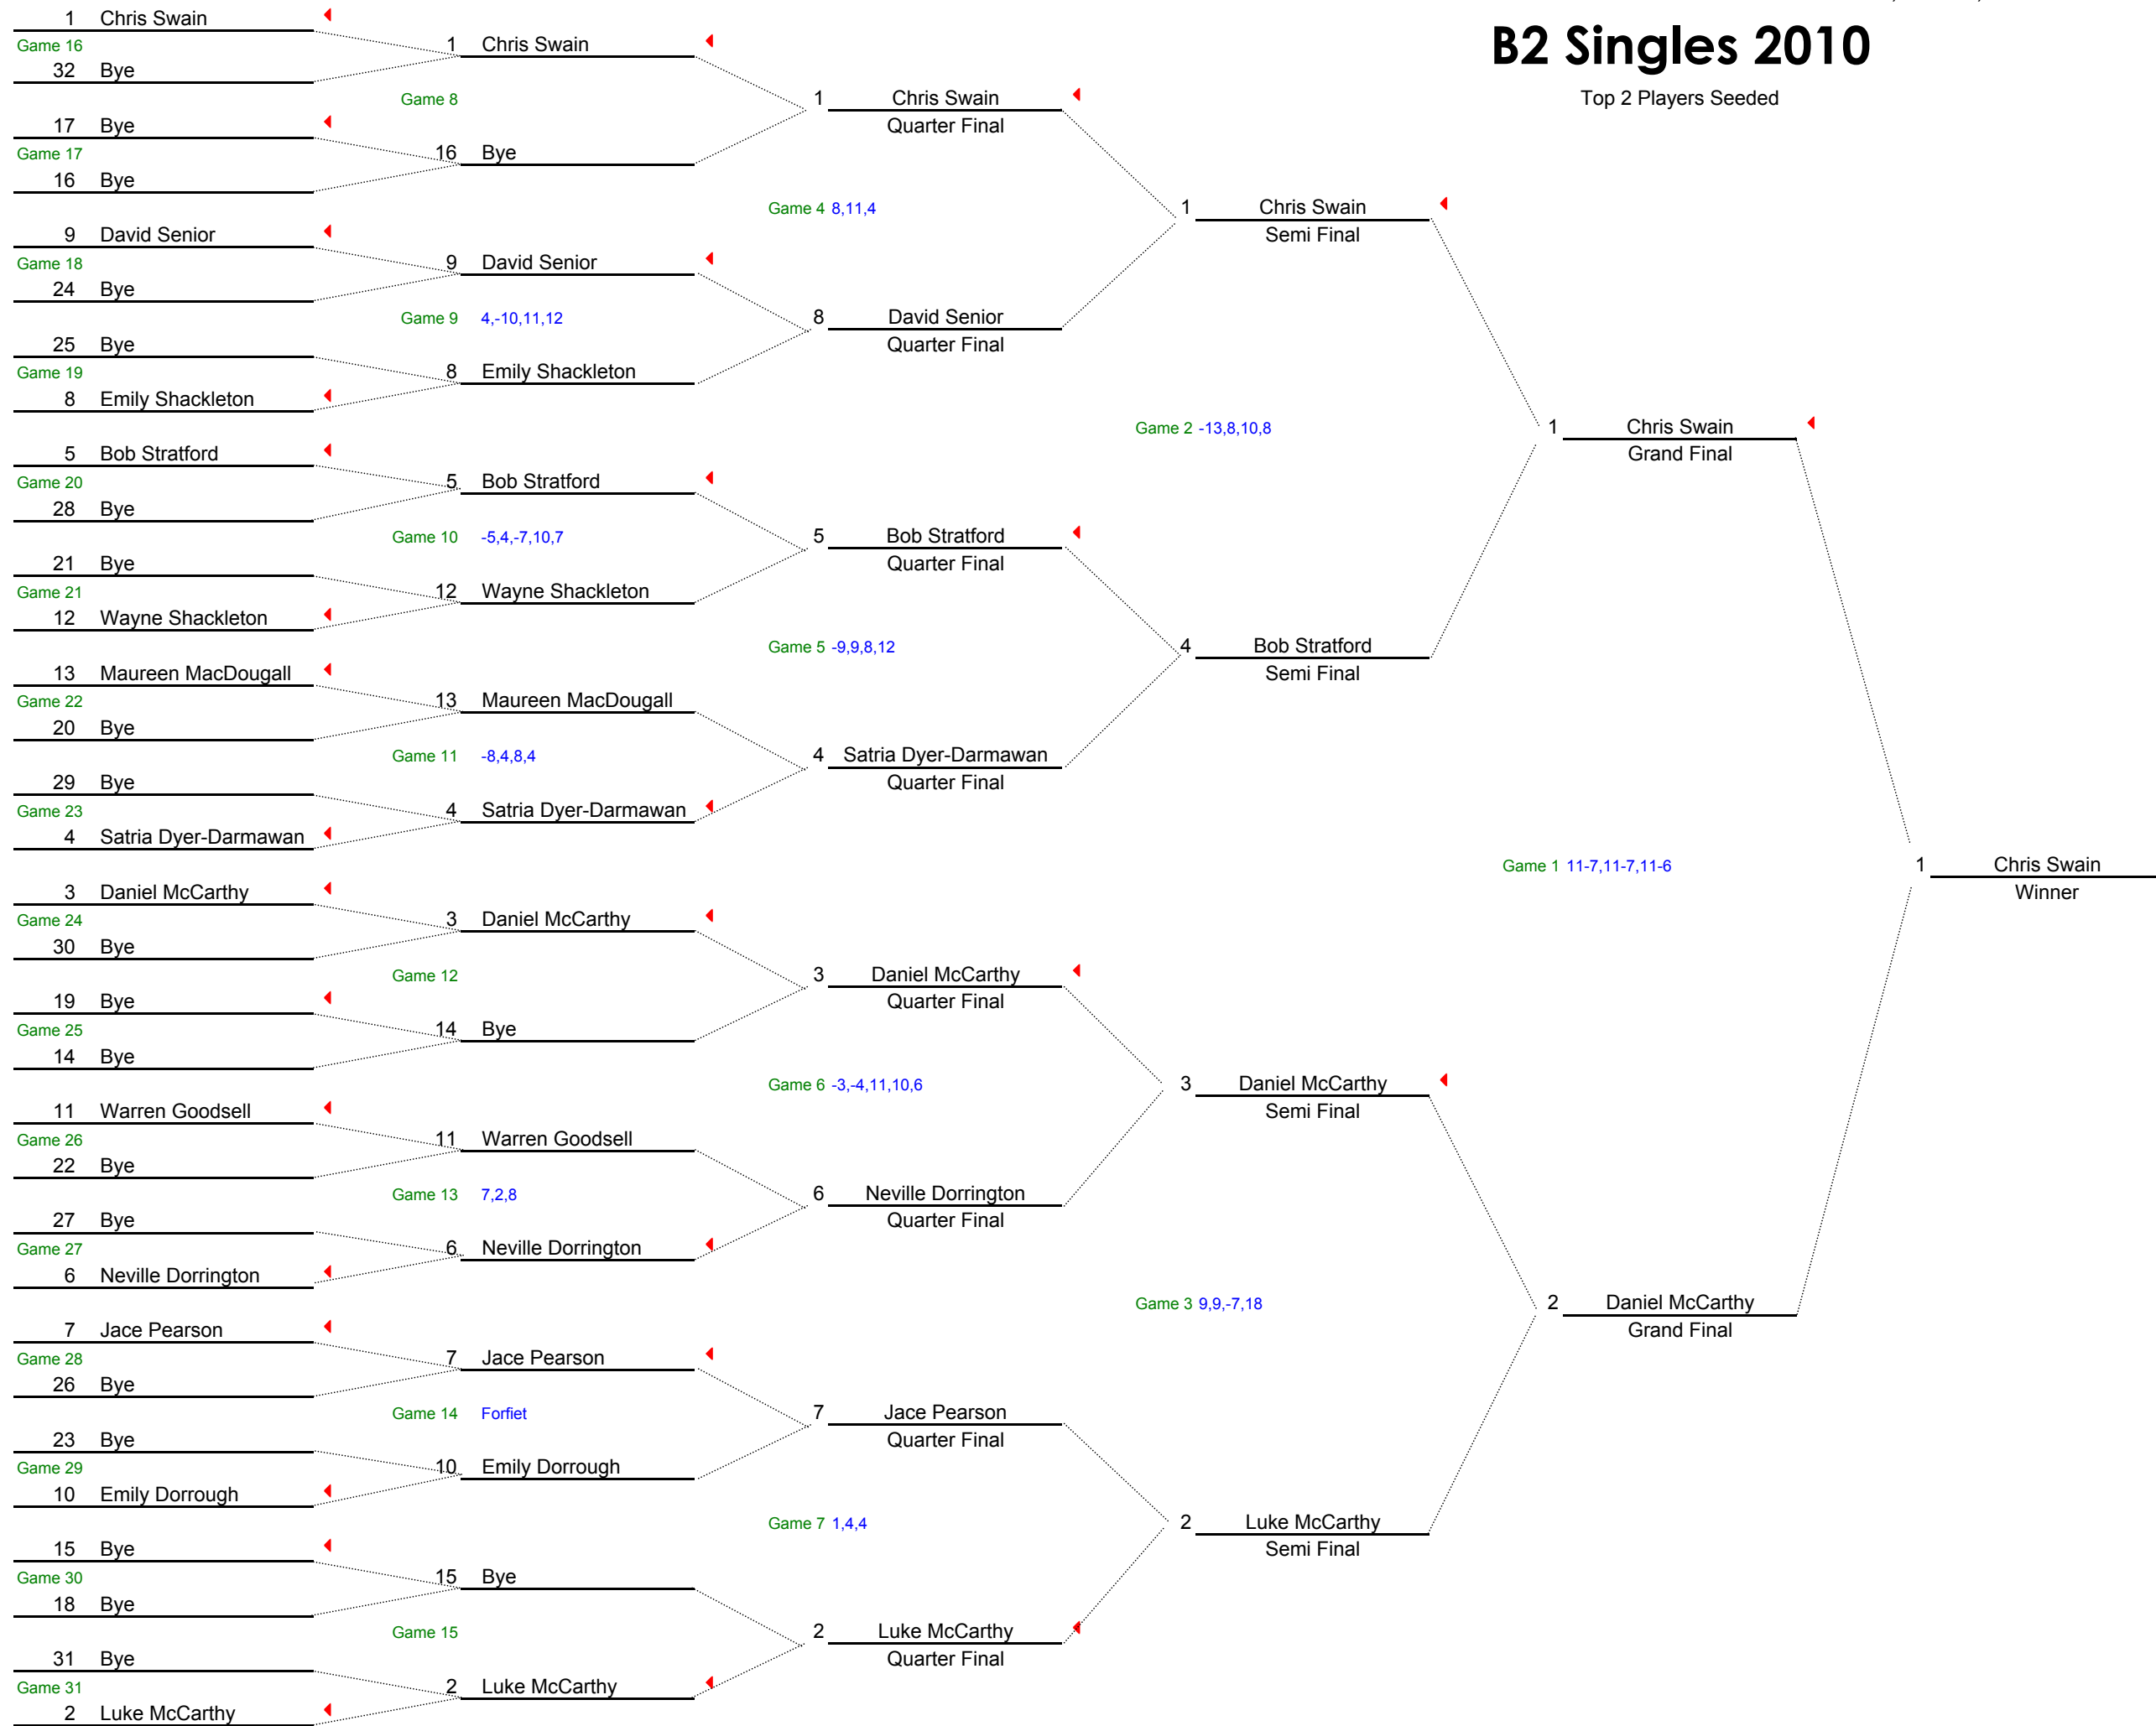 B2 Singles 2010
Top 2 Players Seeded
1 Chris Swain
Game 16
32 Bye
17 Bye
Game 17
16 Bye
9 David Senior
Game 18
24 Bye
25 Bye
Game 19
8 Emily Shackleton
5 Bob Stratford
Game 20
28 Bye
21 Bye
Game 21
12 Wayne Shackleton
13 Maureen MacDougall
Game 22
20 Bye
29 Bye
Game 23
4 Satria Dyer-Darmawan
3 Daniel McCarthy
Game 24
30 Bye
19 Bye
Game 25
14 Bye
11 Warren Goodsell
Game 26
22 Bye
27 Bye
Game 27
6 Neville Dorrington
7 Jace Pearson
Game 28
26 Bye
23 Bye
Game 29
10 Emily Dorrough
15 Bye
Game 30
18 Bye
31 Bye
Game 31
2 Luke McCarthy
1 Chris Swain
Game 8
16 Bye
9 David Senior
Game 9 4,-10,11,12
8 Emily Shackleton
5 Bob Stratford
Game 10 -5,4,-7,10,7
12 Wayne Shackleton
13 Maureen MacDougall
Game 11 -8,4,8,4
4 Satria Dyer-Darmawan
3 Daniel McCarthy
Game 12
14 Bye
11 Warren Goodsell
Game 13 7,2,8
6 Neville Dorrington
7 Jace Pearson
Game 14 Forfiet
10 Emily Dorrough
15 Bye
Game 15
2 Luke McCarthy
1 Chris Swain
Quarter Final
Game 4 8,11,4
8 David Senior
Quarter Final
5 Bob Stratford
Quarter Final
Game 5 -9,9,8,12
4 Satria Dyer-Darmawan
Quarter Final
3 Daniel McCarthy
Quarter Final
Game 6 -3,-4,11,10,6
6 Neville Dorrington
Quarter Final
7 Jace Pearson
Quarter Final
Game 7 1,4,4
2 Luke McCarthy
Quarter Final
1 Chris Swain
Semi Final
Game 2 -13,8,10,8
4 Bob Stratford
Semi Final
3 Daniel McCarthy
Semi Final
Game 3 9,9,-7,18
2 Luke McCarthy
Semi Final
1 Chris Swain
Grand Final
Game 1 11-7,11-7,11-6
2 Daniel McCarthy
Grand Final
1 Chris Swain
Winner